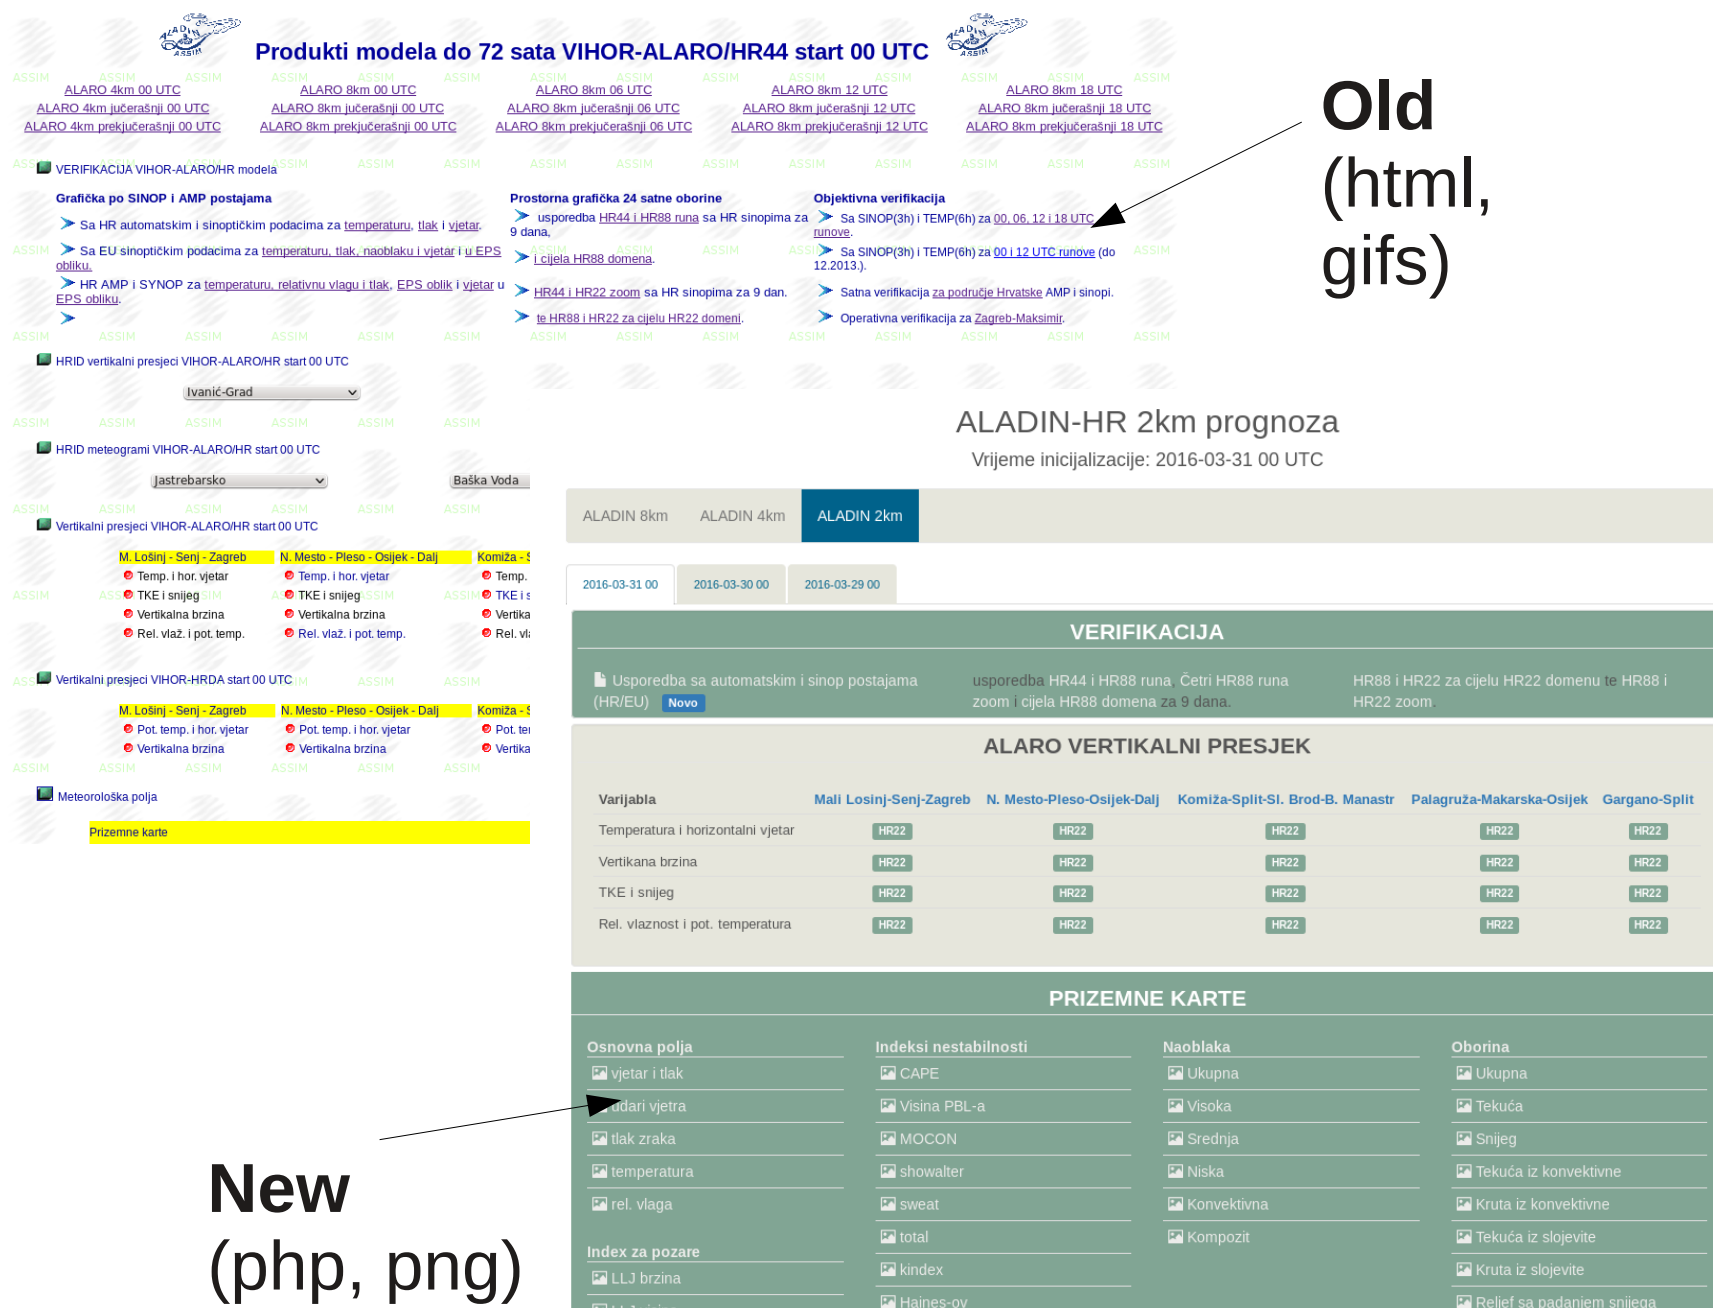 Produkti modela do 72 sata VIHOR-ALARO/HR44 start 00 UTC
ALARO 4km 00 UTC
ALARO 8km 00 UTC
ALARO 8km 06 UTC
ALARO 8km 12 UTC
ALARO 8km 18 UTC
ALARO 4km jučerašnji 00 UTC
ALARO 8km jučerašnji 00 UTC
ALARO 8km jučerašnji 06 UTC
ALARO 8km jučerašnji 12 UTC
ALARO 8km jučerašnji 18 UTC
ALARO 4km prekjučerašnji 00 UTC
ALARO 8km prekjučerašnji 00 UTC
ALARO 8km prekjučerašnji 06 UTC
ALARO 8km prekjučerašnji 12 UTC
ALARO 8km prekjučerašnji 18 UTC
Old
(html,
gifs)
VERIFIKACIJA VIHOR-ALARO/HR modela
Grafička po SINOP i AMP postajama
Sa HR automatskim i sinoptičkim podacima za temperaturu, tlak i vjetar.
Sa EU sinoptičkim podacima za temperaturu, tlak, naoblaku i vjetar i u EPS
obliku.
HR AMP i SYNOP za temperaturu, relativnu vlagu i tlak, EPS oblik i vjetar u
EPS obliku.
Prostorna grafička 24 satne oborine
usporedba HR44 i HR88 runa sa HR sinopima za
9 dana,
i cijela HR88 domena.
HR44 i HR22 zoom sa HR sinopima za 9 dan.
te HR88 i HR22 za cijelu HR22 domeni.
Objektivna verifikacija
Sa SINOP(3h) i TEMP(6h) za 00, 06, 12 i 18 UTC
runove.
Sa SINOP(3h) i TEMP(6h) za 00 i 12 UTC runove (do
12.2013.).
Satna verifikacija za područje Hrvatske AMP i sinopi.
Operativna verifikacija za Zagreb-Maksimir.
HRID vertikalni presjeci VIHOR-ALARO/HR start 00 UTC
Ivanić-Grad
HRID meteogrami VIHOR-ALARO/HR start 00 UTC
Jastrebarsko
Baška Voda
Vertikalni presjeci VIHOR-ALARO/HR start 00 UTC
M. Lošinj - Senj - Zagreb
N. Mesto - Pleso - Osijek - Dalj
Komiža - S
Temp. i hor. vjetar
Temp. i hor. vjetar
Temp.
TKE i snijeg
TKE i snijeg
TKE i s
Vertikalna brzina
Vertikalna brzina
Vertika
Rel. vlaž. i pot. temp.
Rel. vlaž. i pot. temp.
Rel. vla
Vertikalni presjeci VIHOR-HRDA start 00 UTC
M. Lošinj - Senj - Zagreb
N. Mesto - Pleso - Osijek - Dalj
Komiža - S
Pot. temp. i hor. vjetar
Pot. temp. i hor. vjetar
Pot. te
Vertikalna brzina
Vertikalna brzina
Vertika
Meteorološka polja
Prizemne karte
ALADIN-HR 2km prognoza
Vrijeme inicijalizacije: 2016-03-31 00 UTC
ALADIN 8km
ALADIN 4km
ALADIN 2km
2016-03-31 00
2016-03-30 00
2016-03-29 00
VERIFIKACIJA
Usporedba sa automatskim i sinop postajama
(HR/EU) Novo
usporedba HR44 i HR88 runa, Četri HR88 runa
zoom i cijela HR88 domena za 9 dana.
HR88 i HR22 za cijelu HR22 domenu te HR88 i
HR22 zoom.
ALARO VERTIKALNI PRESJEK
Varijabla
Mali Losinj-Senj-Zagreb
N. Mesto-Pleso-Osijek-Dalj
Komiža-Split-Sl. Brod-B. Manastr
Palagruža-Makarska-Osijek
Gargano-Split
Temperatura i horizontalni vjetar HR22 HR22 HR22 HR22 HR22
Vertikana brzina HR22 HR22 HR22 HR22 HR22
TKE i snijeg HR22 HR22 HR22 HR22 HR22
Rel. vlaznost i pot. temperatura HR22 HR22 HR22 HR22 HR22
PRIZEMNE KARTE
Osnovna polja
vjetar i tlak
udari vjetra
tlak zraka
temperatura
rel. vlaga
Index za pozare
LLJ brzina
Indeksi nestabilnosti
CAPE
Visina PBL-a
MOCON
showalter
sweat
total
kindex
Haines-ov
Naoblaka
Ukupna
Visoka
Srednja
Niska
Konvektivna
Kompozit
Oborina
Ukupna
Tekuća
Snijeg
Tekuća iz konvektivne
Kruta iz konvektivne
Tekuća iz slojevite
Kruta iz slojevite
Relief sa padanjem snijega
New
(php, png)